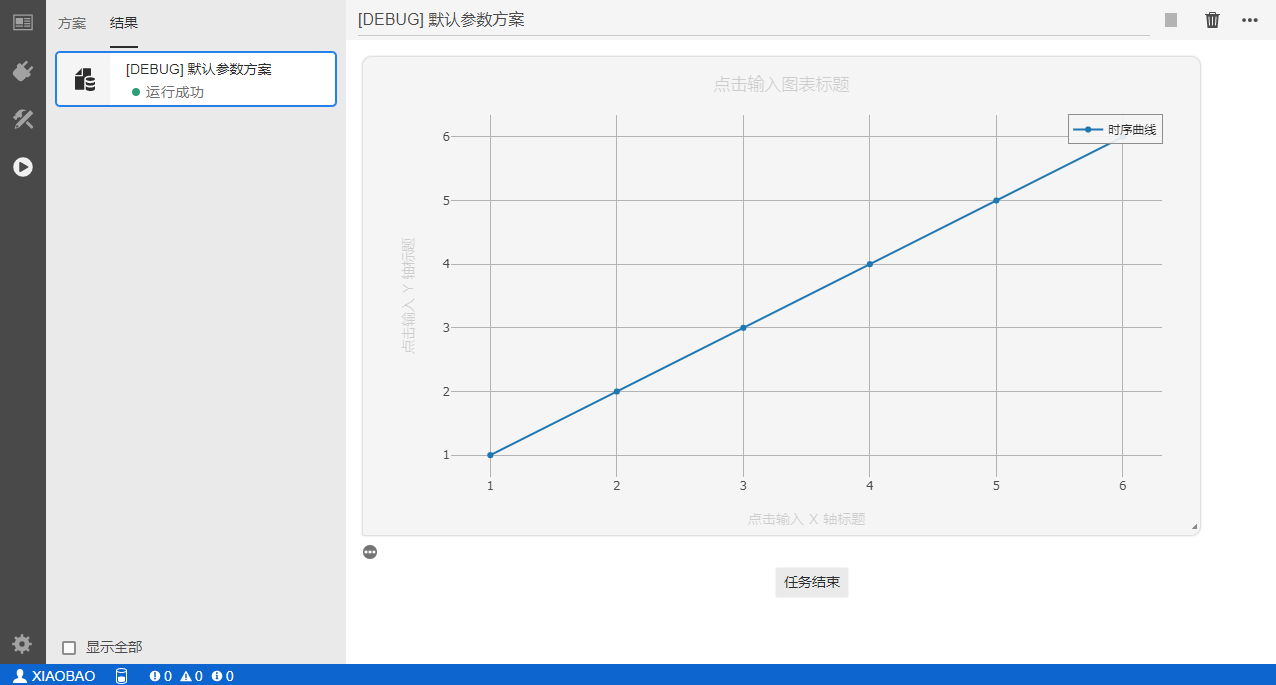 方案 结果
[DEBUG] 默认参数方案
[DEBUG] 默认参数方案
运行成功
点击输入图表标题
时序曲线
6
5
4
3
2
1
点击输入 Y 轴标题
1 2 3 4 5 6
点击输入 X 轴标题
任务结束
显示全部
XIAOBAO 0 0 0